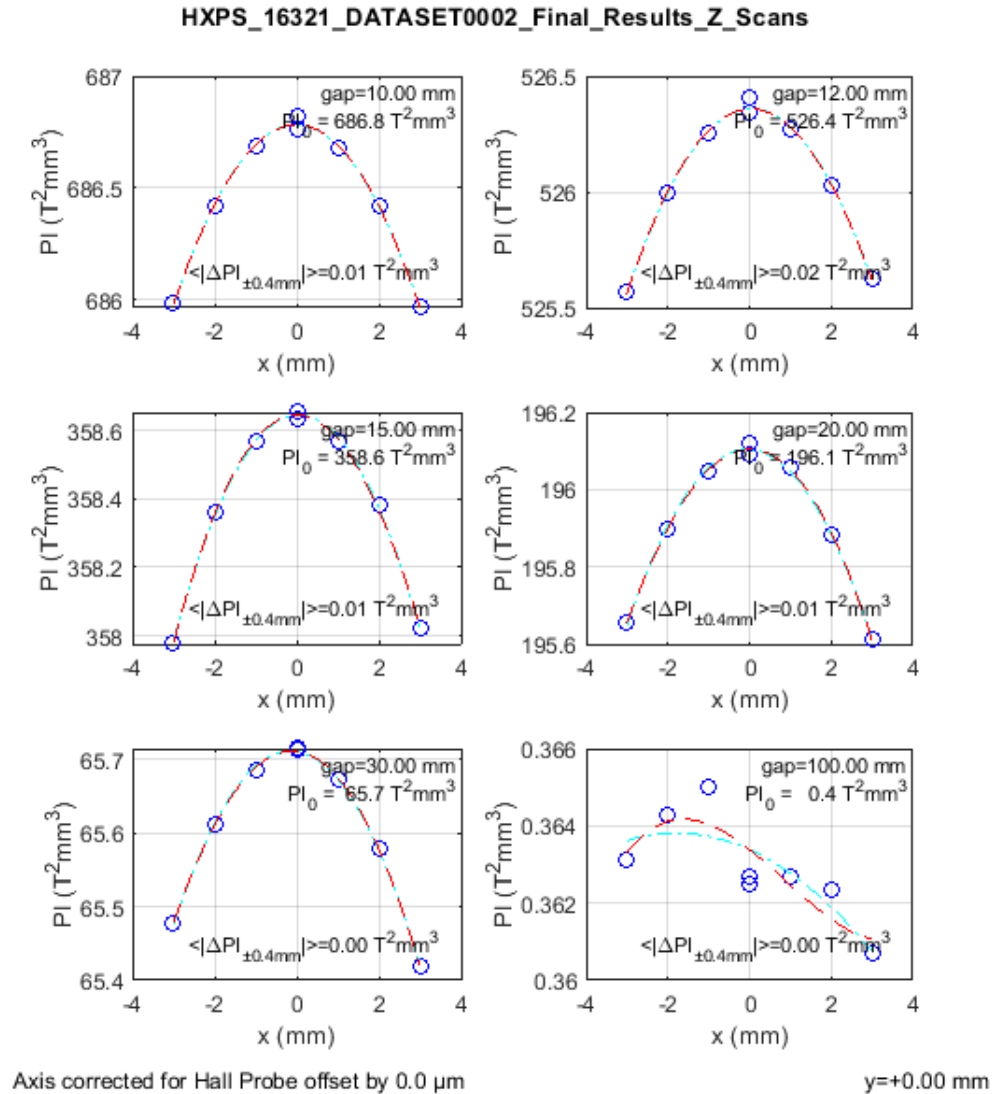 HXPS_16321_DATASET0002_Final_Results_Z_Scans
687
686.5
686
PI (T²mm³)
gap=10.00 mm
PI₀ = 686.8 T²mm³
<|ΔPI±0.4mm|>=0.01 T²mm³
-4 -2 0 2 4
x (mm)
526.5
526
525.5
PI (T²mm³)
gap=12.00 mm
PI₀ = 526.4 T²mm³
<|ΔPI±0.4mm|>=0.02 T²mm³
-4 -2 0 2 4
x (mm)
358.6
358.4
358.2
358
PI (T²mm³)
gap=15.00 mm
PI₀ = 358.6 T²mm³
<|ΔPI±0.4mm|>=0.01 T²mm³
-4 -2 0 2 4
x (mm)
196.2
196
195.8
195.6
PI (T²mm³)
gap=20.00 mm
PI₀ = 196.1 T²mm³
<|ΔPI±0.4mm|>=0.01 T²mm³
-4 -2 0 2 4
x (mm)
65.7
65.6
65.5
65.4
PI (T²mm³)
gap=30.00 mm
PI₀ = 65.7 T²mm³
<|ΔPI±0.4mm|>=0.00 T²mm³
-4 -2 0 2 4
x (mm)
0.366
0.364
0.362
0.36
PI (T²mm³)
gap=100.00 mm
PI₀ = 0.4 T²mm³
<|ΔPI±0.4mm|>=0.00 T²mm³
-4 -2 0 2 4
x (mm)
Axis corrected for Hall Probe offset by 0.0 µm
y=+0.00 mm